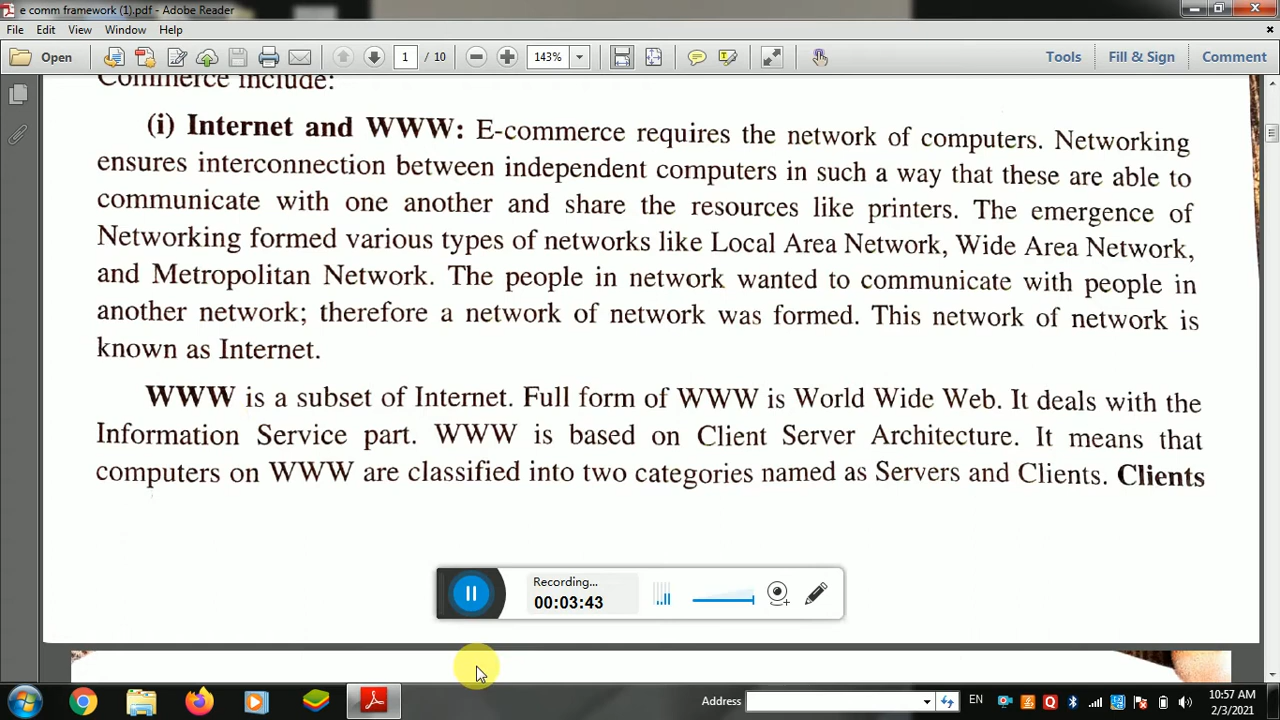 e comm framework (1).pdf - Adobe Reader
File Edit View Window Help
Open 1 / 10 143% Tools Fill & Sign Comment
Commerce include:
(i) Internet and WWW: E-commerce requires the network of computers. Networking
ensures interconnection between independent computers in such a way that these are able to
communicate with one another and share the resources like printers. The emergence of
Networking formed various types of networks like Local Area Network, Wide Area Network,
and Metropolitan Network. The people in network wanted to communicate with people in
another network; therefore a network of network was formed. This network of network is
known as Internet.
WWW is a subset of Internet. Full form of WWW is World Wide Web. It deals with the
Information Service part. WWW is based on Client Server Architecture. It means that
computers on WWW are classified into two categories named as Servers and Clients. Clients
Recording...
00:03:43
Address EN 10:57 AM
2/3/2021